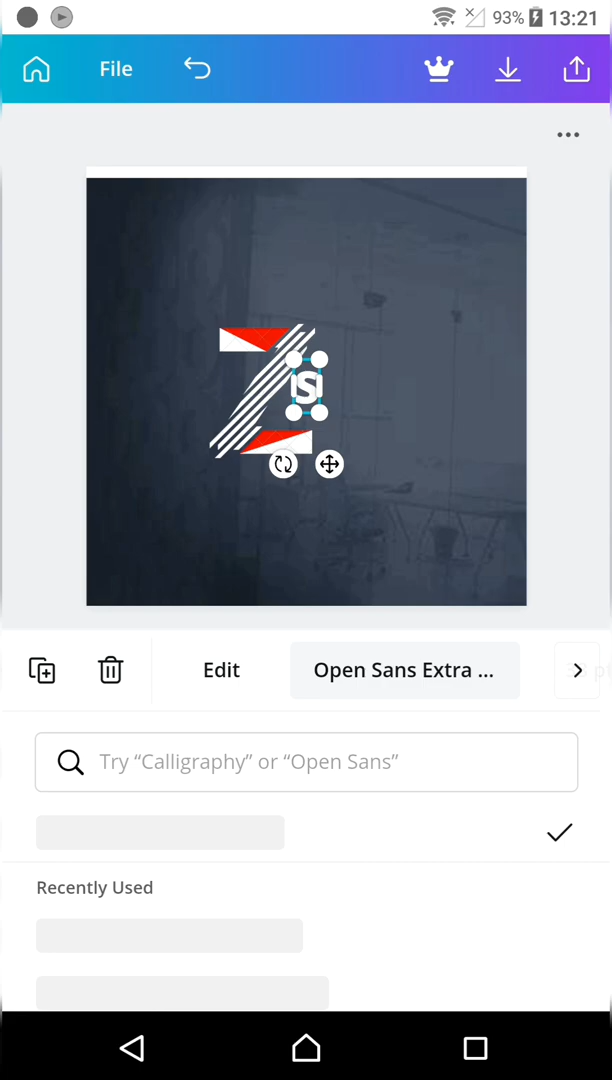 93% 13:21
File
S
Edit
Open Sans Extra ...
Try “Calligraphy” or “Open Sans”
Recently Used